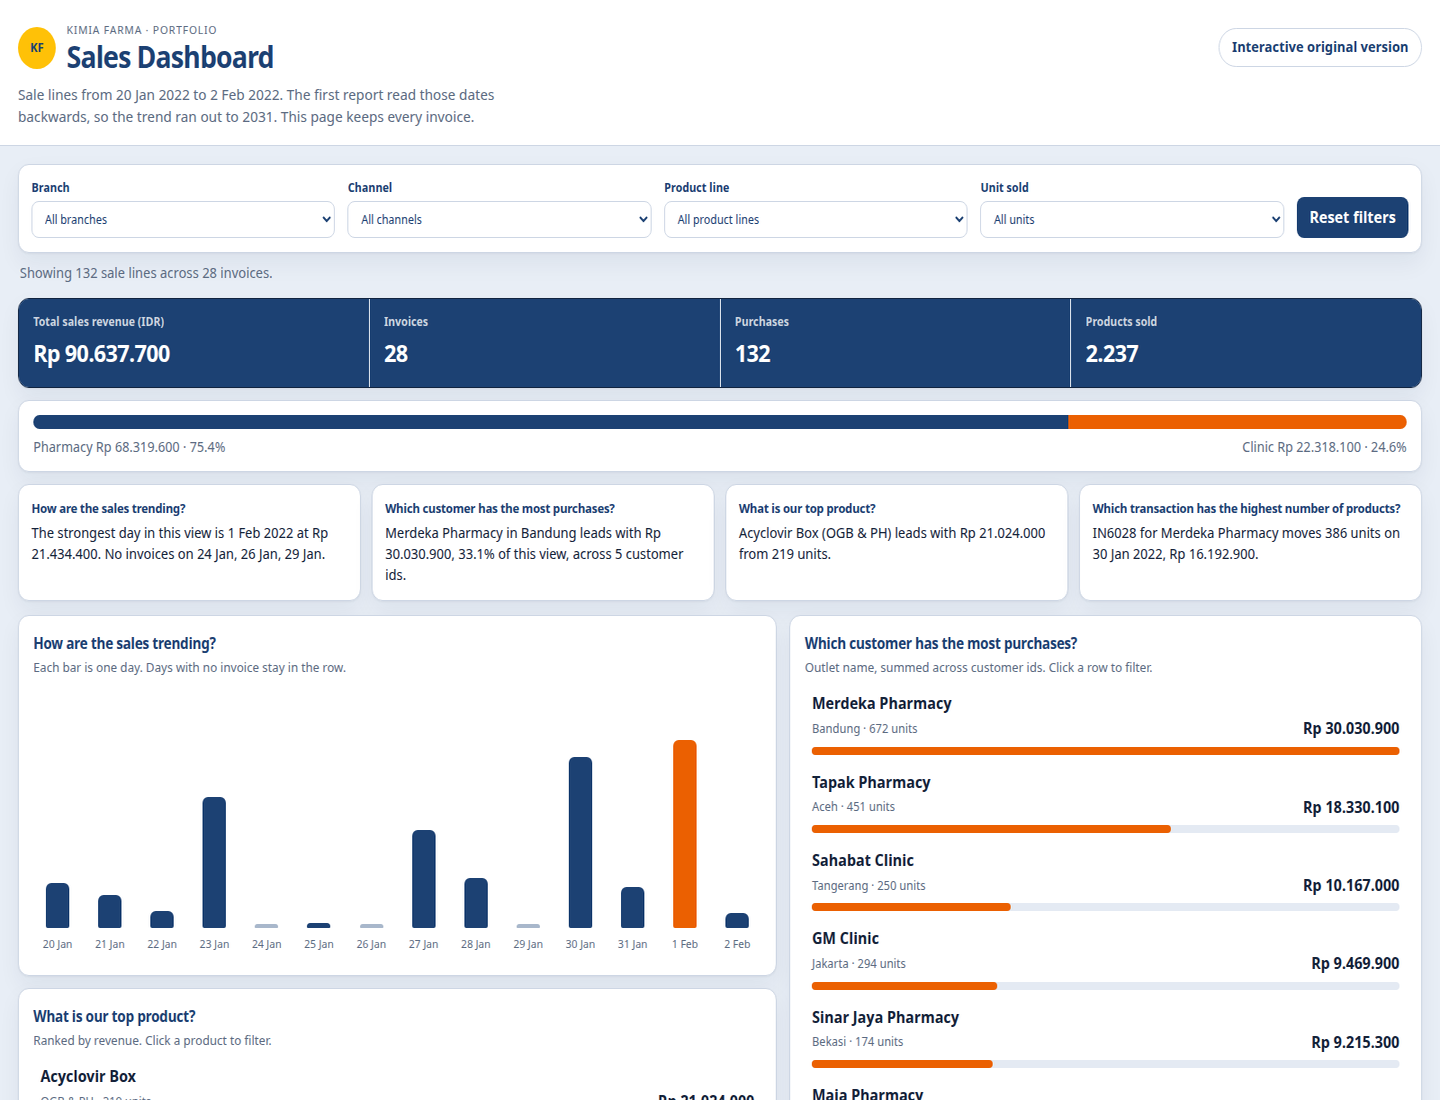 KF
KIMIA FARMA · PORTFOLIO
Sales Dashboard
Interactive original version
Sale lines from 20 Jan 2022 to 2 Feb 2022. The first report read those dates
backwards, so the trend ran out to 2031. This page keeps every invoice.
Branch
Channel
Product line
Unit sold
All branches
All channels
All product lines
All units
Reset filters
Showing 132 sale lines across 28 invoices.
Total sales revenue (IDR)
Rp 90.637.700
Invoices
28
Purchases
132
Products sold
2.237
Pharmacy Rp 68.319.600 · 75.4%
Clinic Rp 22.318.100 · 24.6%
How are the sales trending?
The strongest day in this view is 1 Feb 2022 at Rp
21.434.400. No invoices on 24 Jan, 26 Jan, 29 Jan.
Which customer has the most purchases?
Merdeka Pharmacy in Bandung leads with Rp
30.030.900, 33.1% of this view, across 5 customer
ids.
What is our top product?
Acyclovir Box (OGB & PH) leads with Rp 21.024.000
from 219 units.
Which transaction has the highest number of products?
IN6028 for Merdeka Pharmacy moves 386 units on
30 Jan 2022, Rp 16.192.900.
How are the sales trending?
Each bar is one day. Days with no invoice stay in the row.
20 Jan
21 Jan
22 Jan
23 Jan
24 Jan
25 Jan
26 Jan
27 Jan
28 Jan
29 Jan
30 Jan
31 Jan
1 Feb
2 Feb
What is our top product?
Ranked by revenue. Click a product to filter.
Acyclovir Box
OGB & PH · 219 units
Rp 21.024.000
Which customer has the most purchases?
Outlet name, summed across customer ids. Click a row to filter.
Merdeka Pharmacy
Bandung · 672 units
Rp 30.030.900
Tapak Pharmacy
Aceh · 451 units
Rp 18.330.100
Sahabat Clinic
Tangerang · 250 units
Rp 10.167.000
GM Clinic
Jakarta · 294 units
Rp 9.469.900
Sinar Jaya Pharmacy
Bekasi · 174 units
Rp 9.215.300
Maja Pharmacy